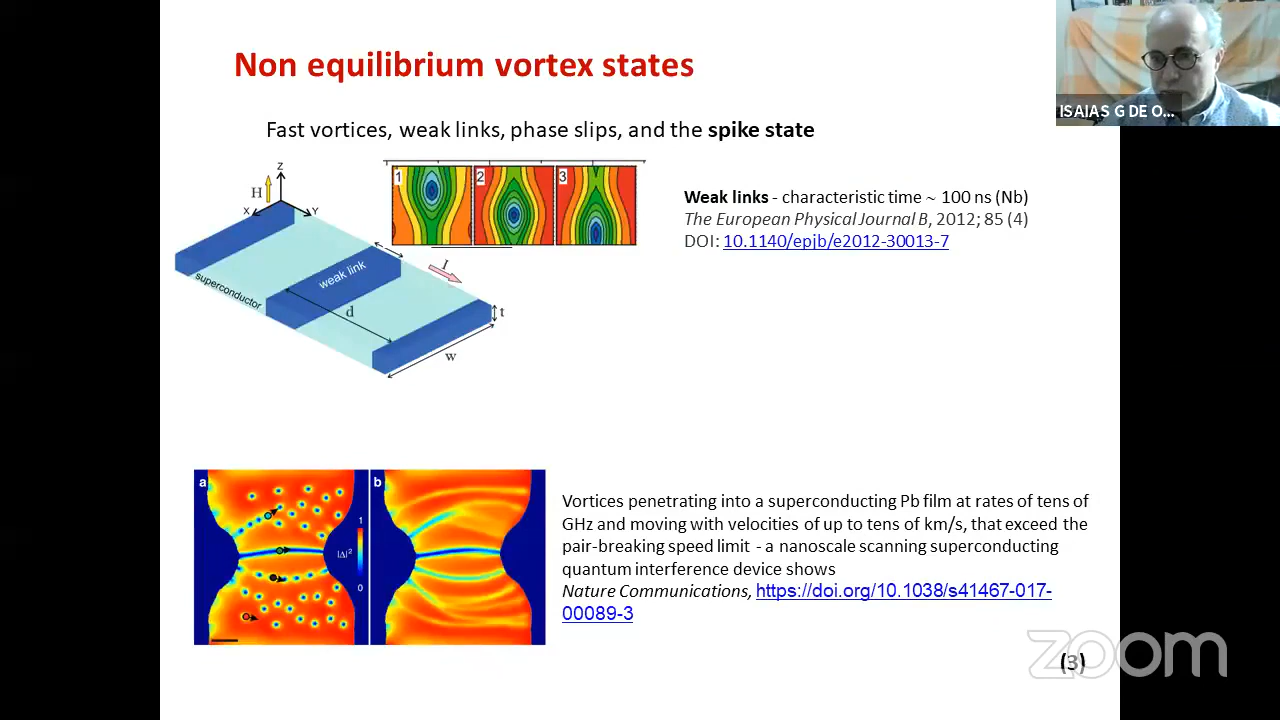 Non equilibrium vortex states
ISAIAS G DE O...
Fast vortices, weak links, phase slips, and the spike state
Z
H
X
Y
1
2
3
weak link
superconductor
I
d
t
w
Weak links - characteristic time ~ 100 ns (Nb)
The European Physical Journal B, 2012; 85 (4)
DOI: 10.1140/epjb/e2012-30013-7
a
1
|Δ|²
0
b
Vortices penetrating into a superconducting Pb film at rates of tens of
GHz and moving with velocities of up to tens of km/s, that exceed the
pair-breaking speed limit - a nanoscale scanning superconducting
quantum interference device shows
Nature Communications, https://doi.org/10.1038/s41467-017-
00089-3
zoom
(3)